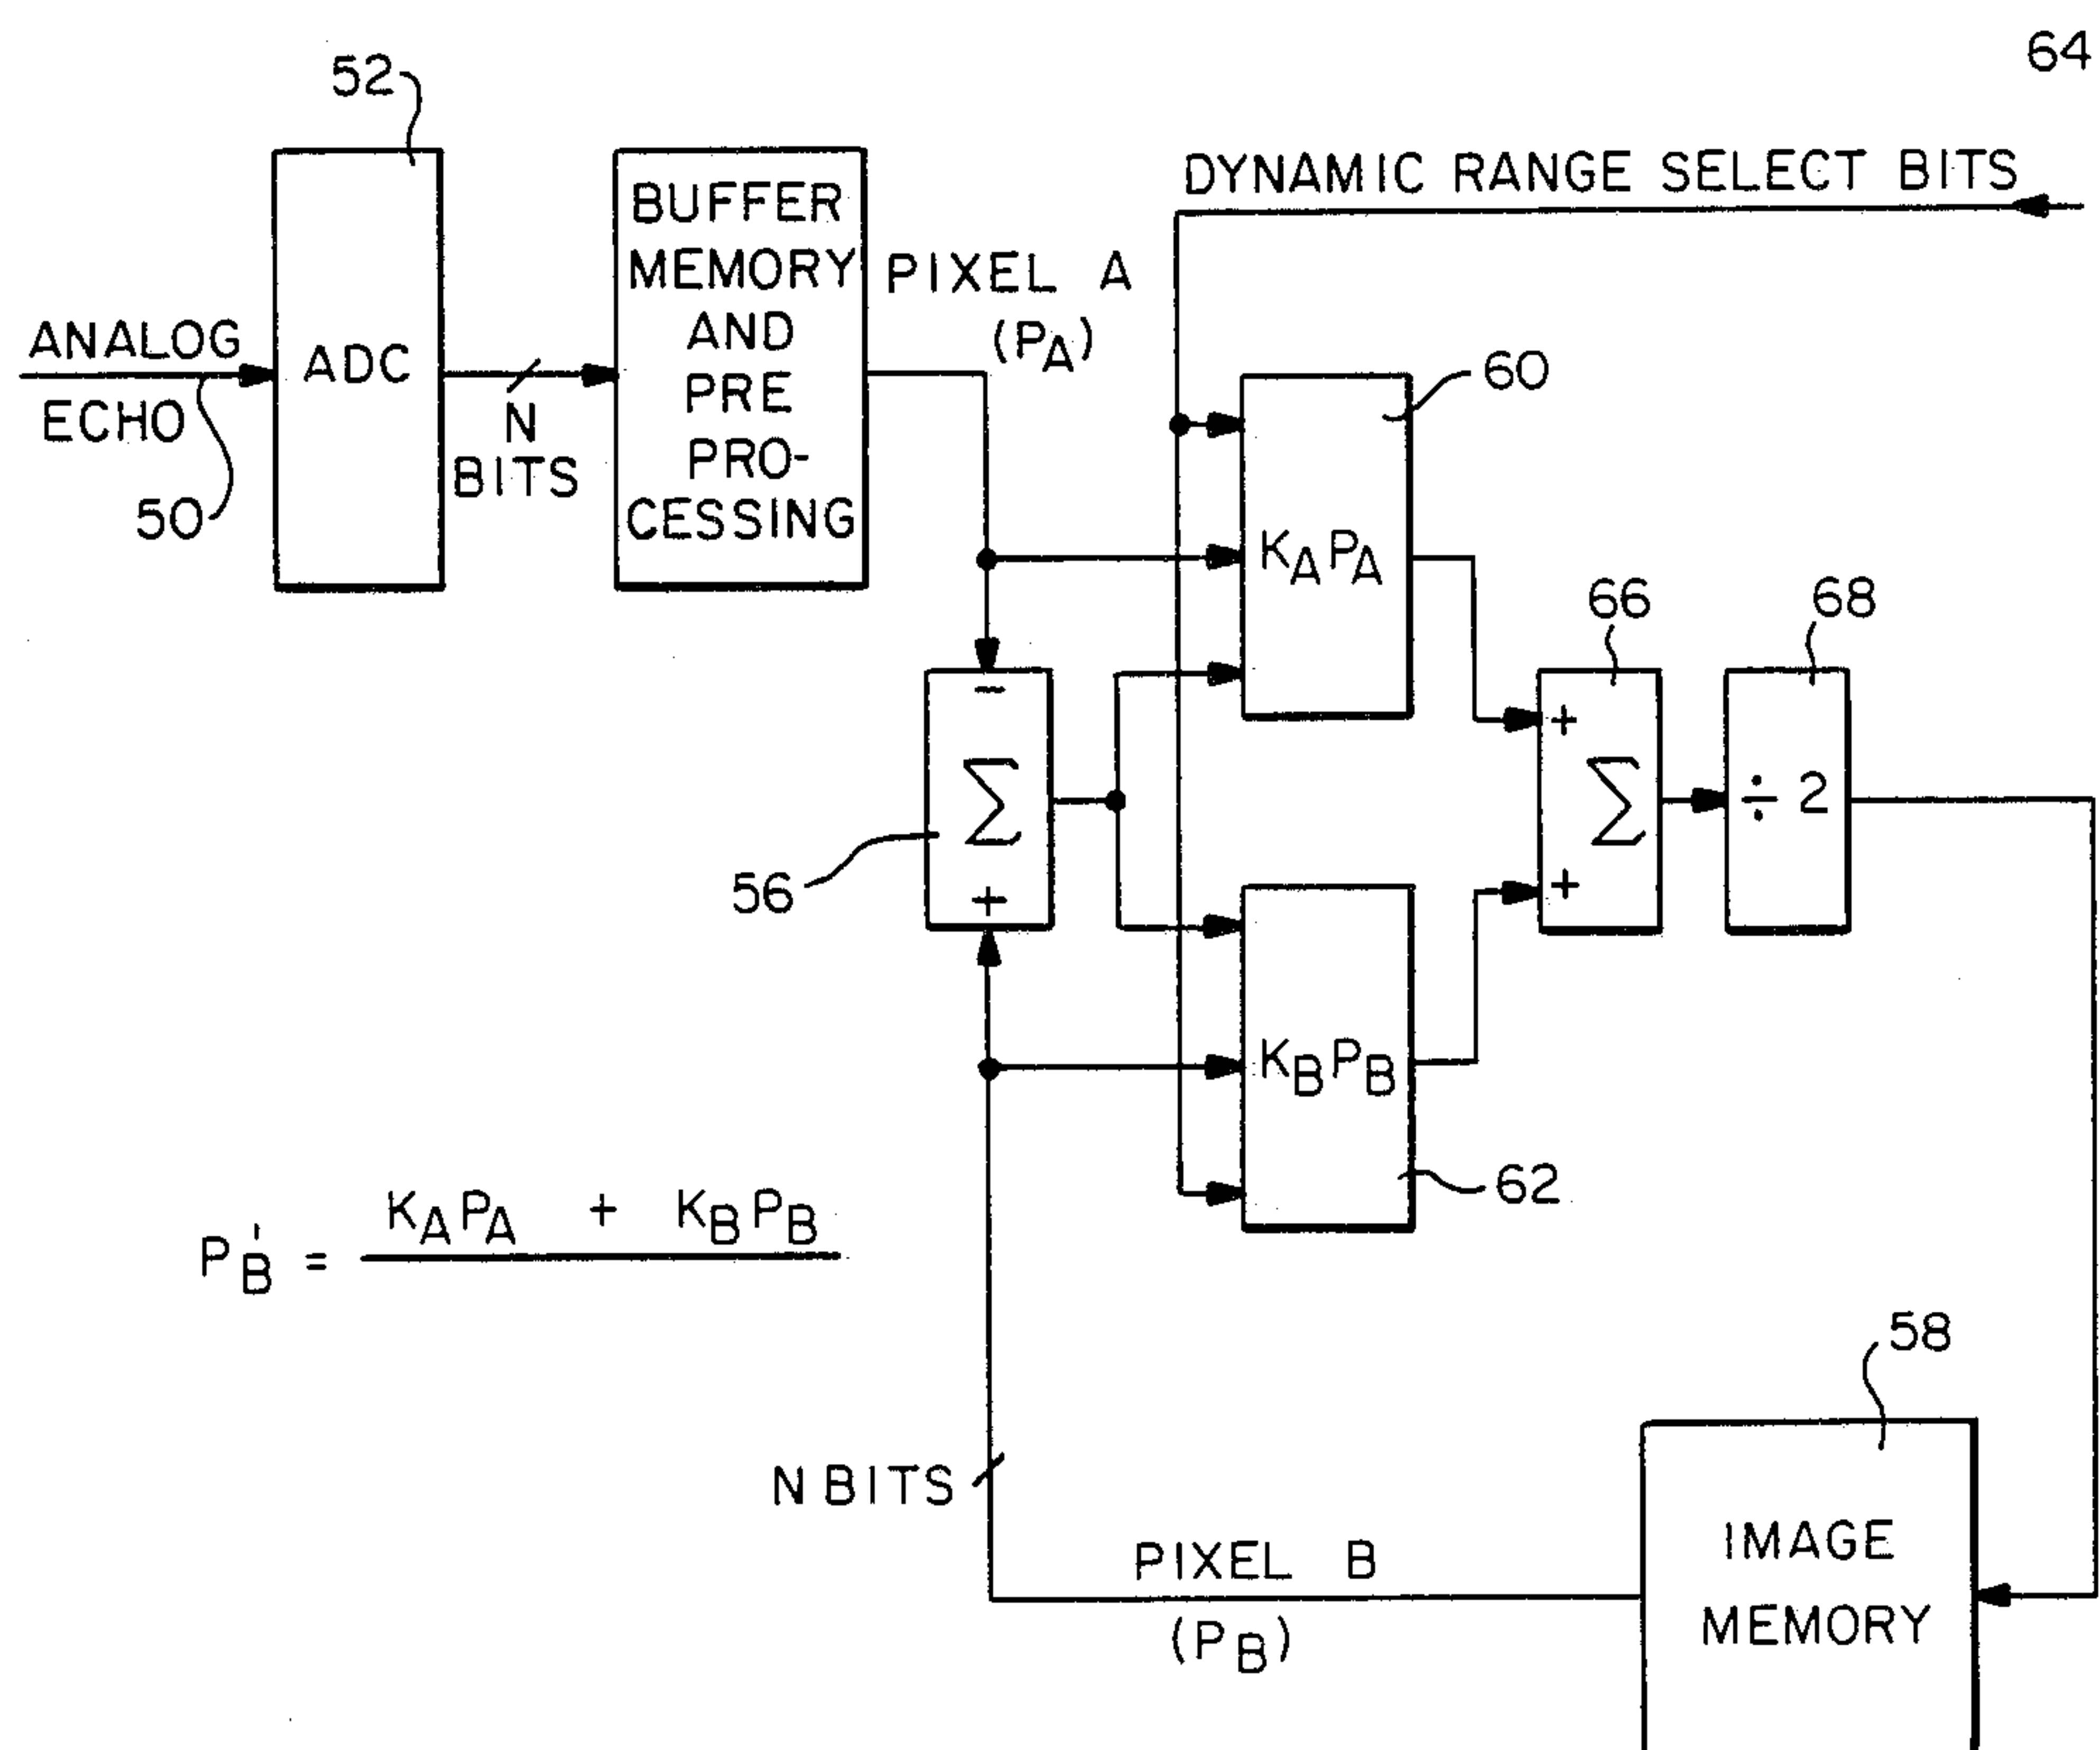 64
52
DYNAMIC RANGE SELECT BITS
BUFFER
MEMORY
AND
PRE
PRO-
CESSING
PIXEL A
(PA)
ANALOG
ECHO
50
ADC
N
BITS
60
KAPA
66
68
−
Σ
+
56
+
Σ
+
÷ 2
KBPB
62
PB' = KAPA + KBPB
58
N BITS
PIXEL B
(PB)
IMAGE
MEMORY